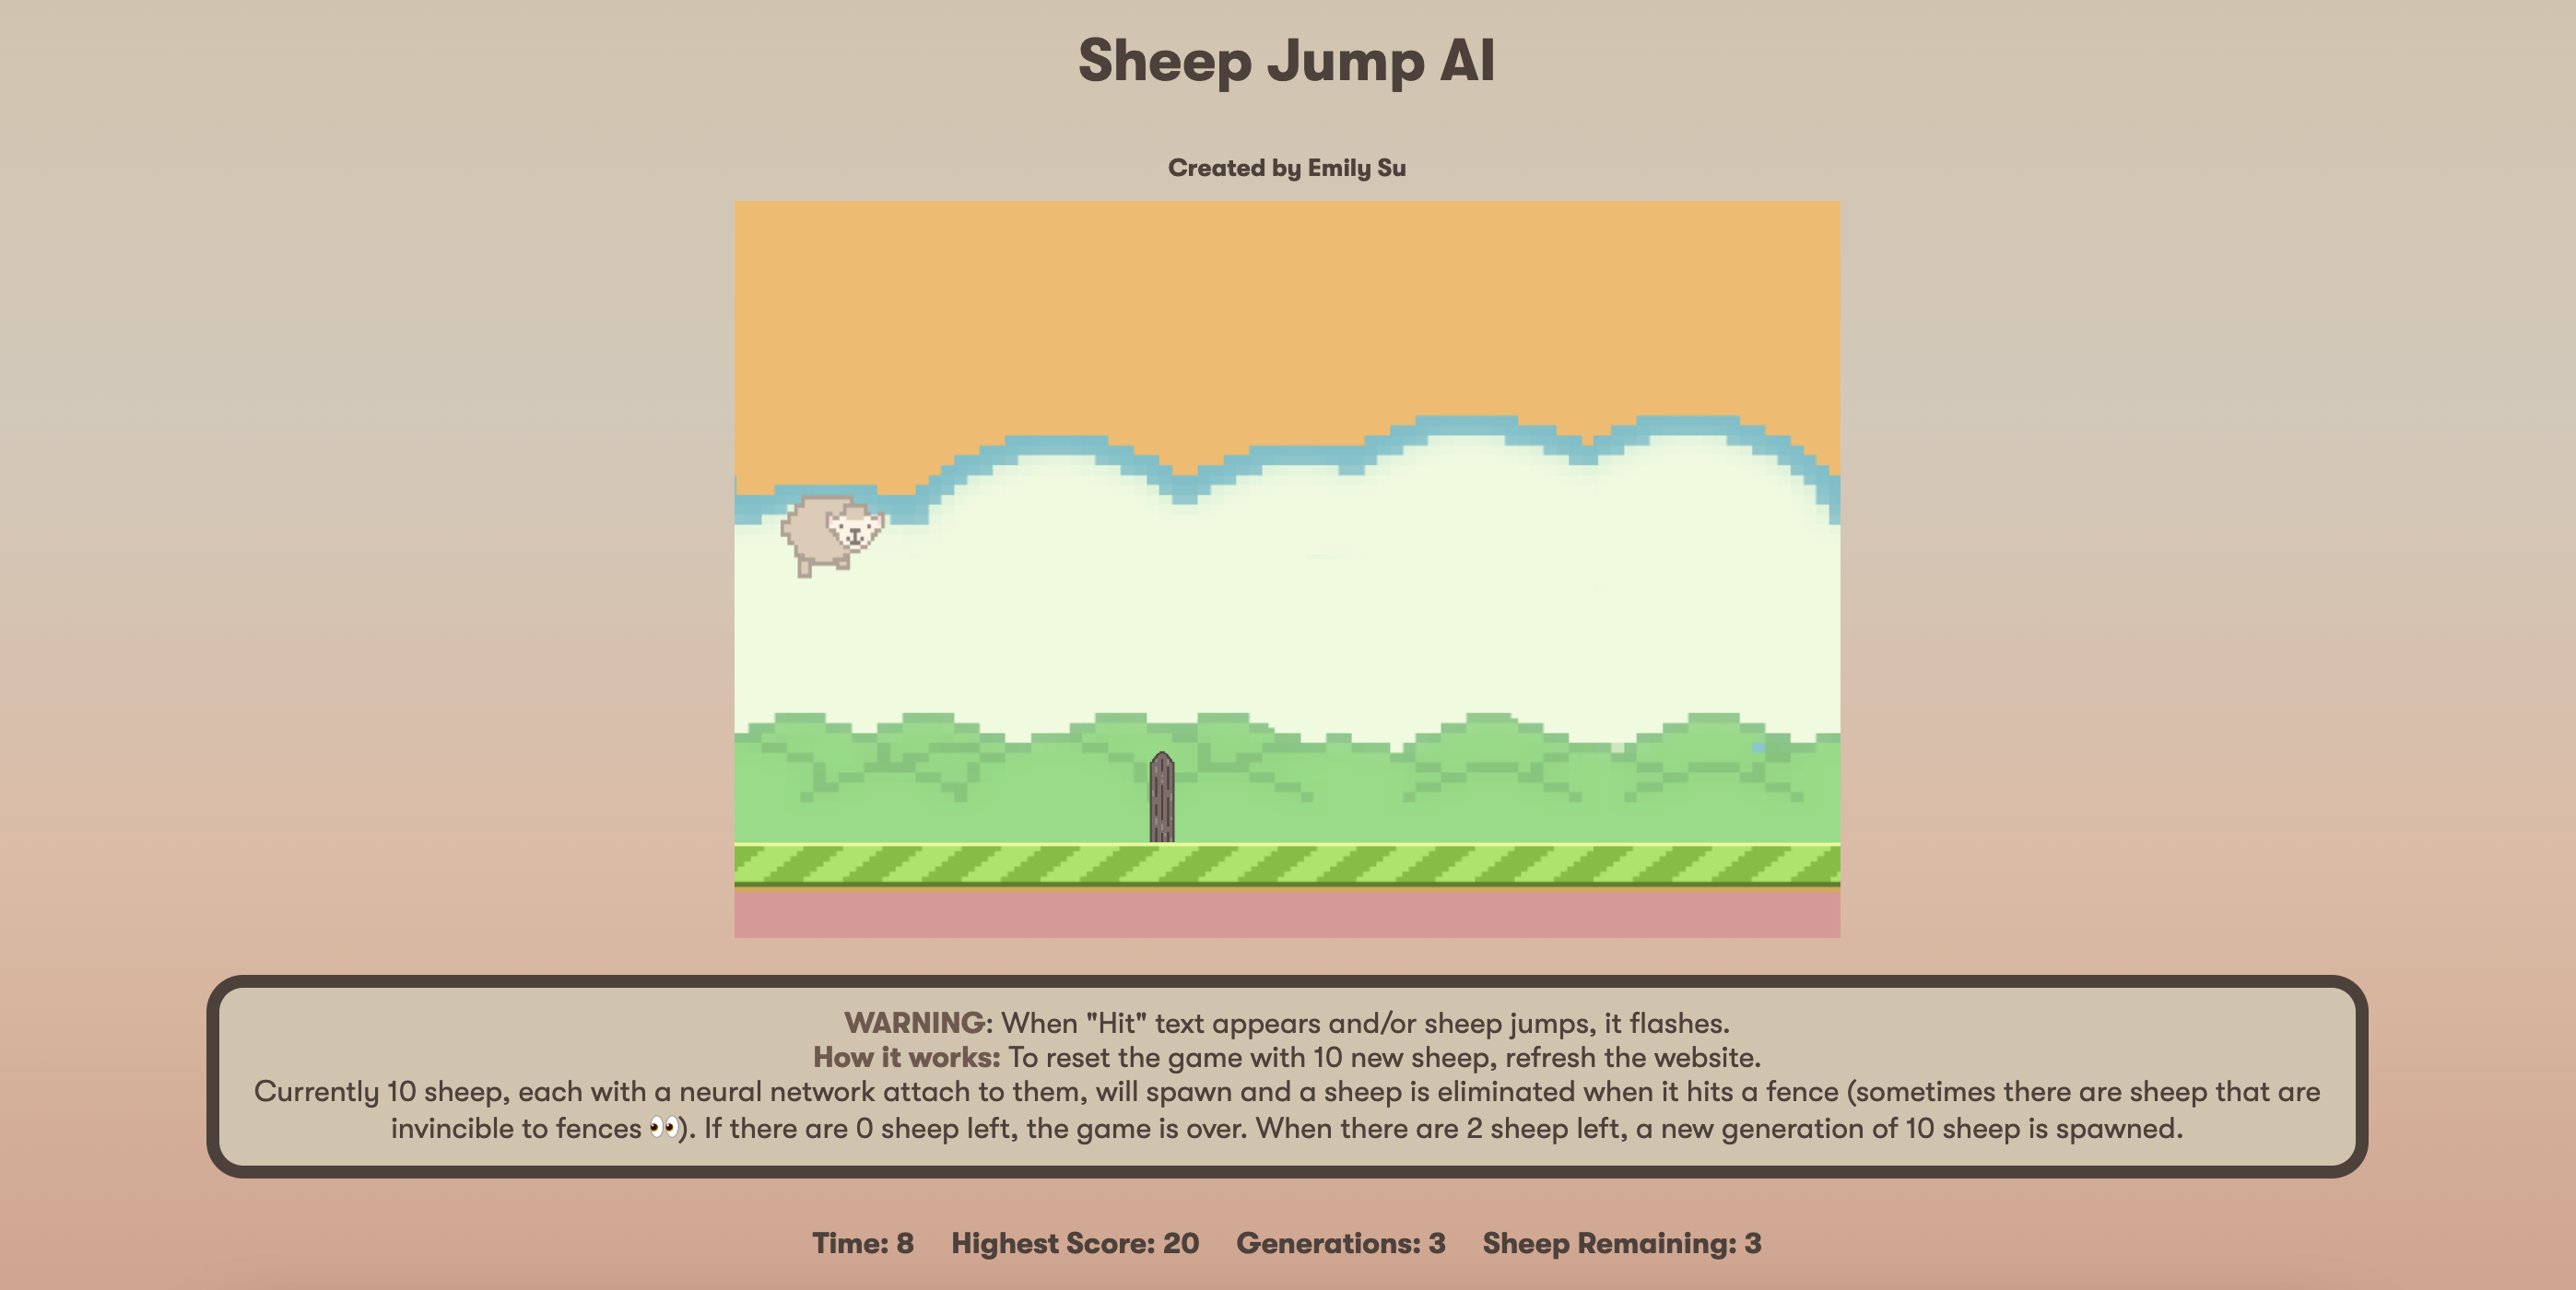 Sheep Jump AI
Created by Emily Su
WARNING: When "Hit" text appears and/or sheep jumps, it flashes.
How it works: To reset the game with 10 new sheep, refresh the website.
Currently 10 sheep, each with a neural network attach to them, will spawn and a sheep is eliminated when it hits a fence (sometimes there are sheep that are
invincible to fences 👀). If there are 0 sheep left, the game is over. When there are 2 sheep left, a new generation of 10 sheep is spawned.
Time: 8 Highest Score: 20 Generations: 3 Sheep Remaining: 3